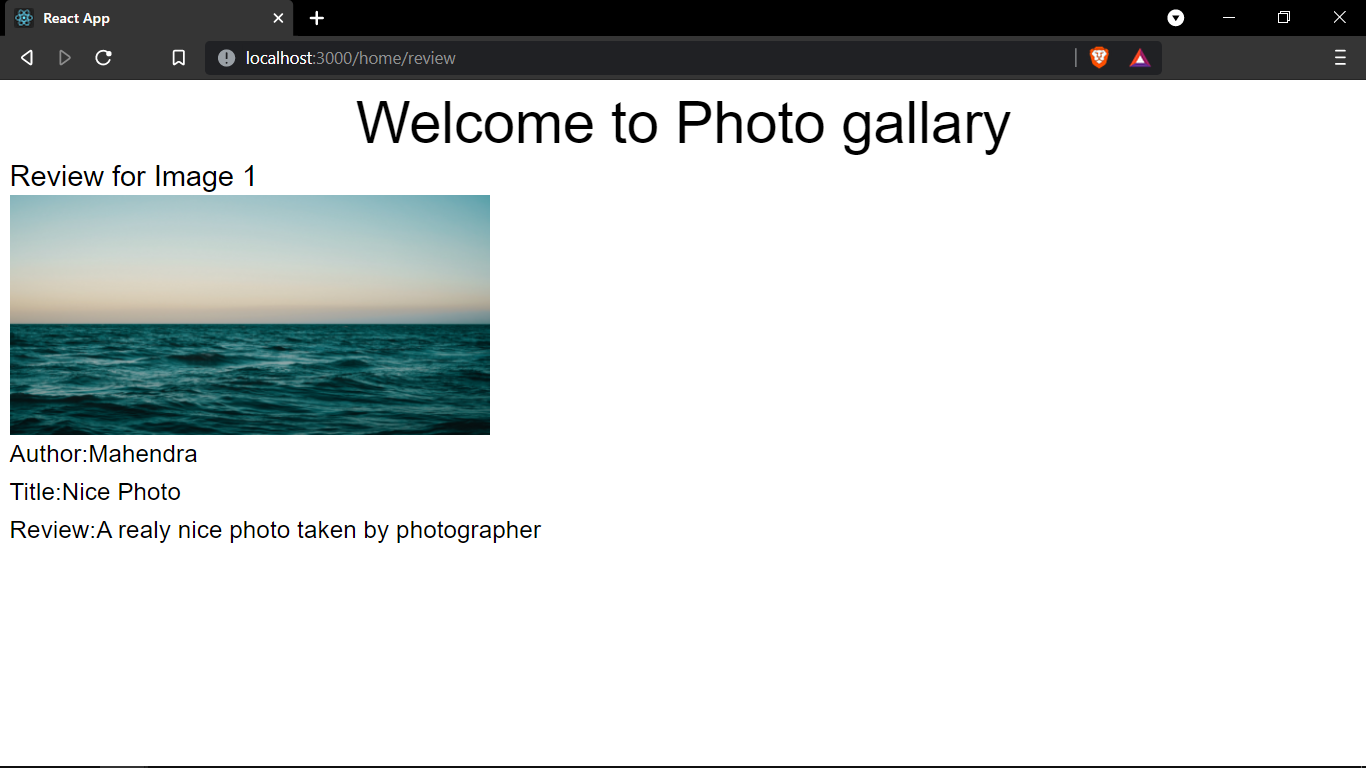 React App
localhost:3000/home/review
Welcome to Photo gallary
Review for Image 1
Author:Mahendra
Title:Nice Photo
Review:A realy nice photo taken by photographer